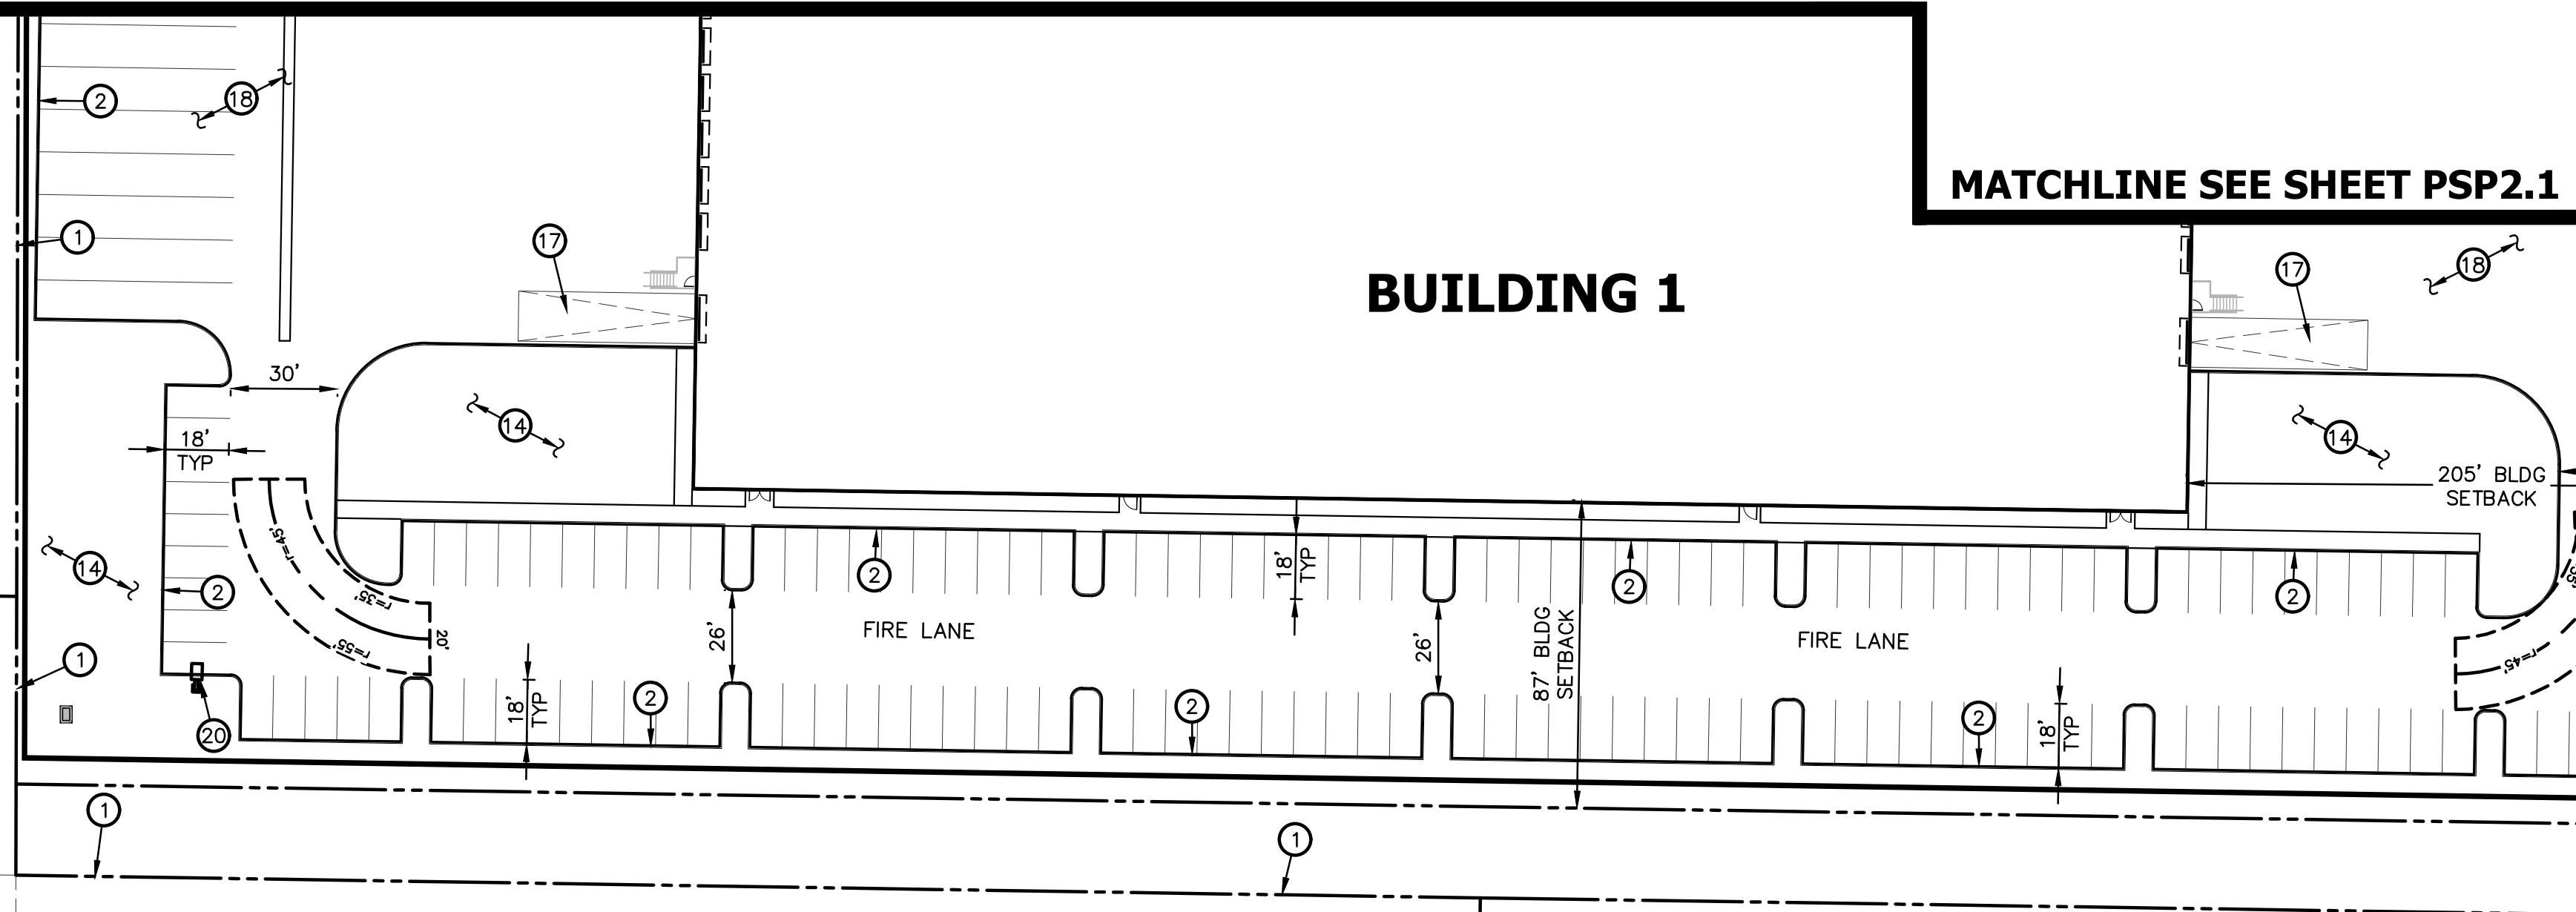 2
18
MATCHLINE SEE SHEET PSP2.1
1
17
BUILDING 1
17
18
30'
14
14
18'
TYP
205' BLDG
SETBACK
r=45'
r=35'
r=55'
20'
14
2
2
18'
TYP
2
2
35'
FIRE LANE
26'
26'
87' BLDG
SETBACK
FIRE LANE
r=45'
1
20
18'
TYP
2
2
2
18'
TYP
1
1